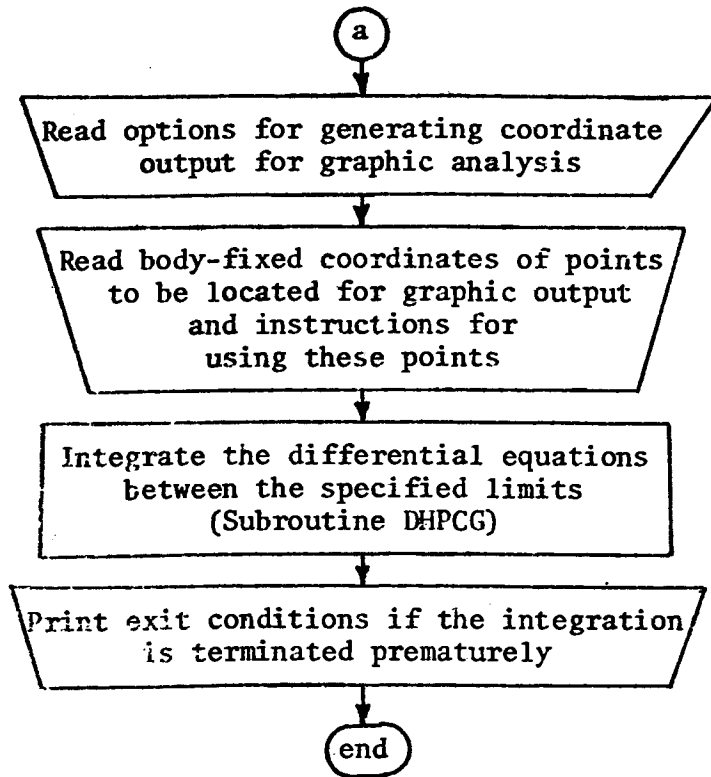 a
Read options for generating coordinate
output for graphic analysis
Read body-fixed coordinates of points
to be located for graphic output
and instructions for
using these points
Integrate the differential equations
between the specified limits
(Subroutine DHPCG)
Print exit conditions if the integration
is terminated prematurely
end